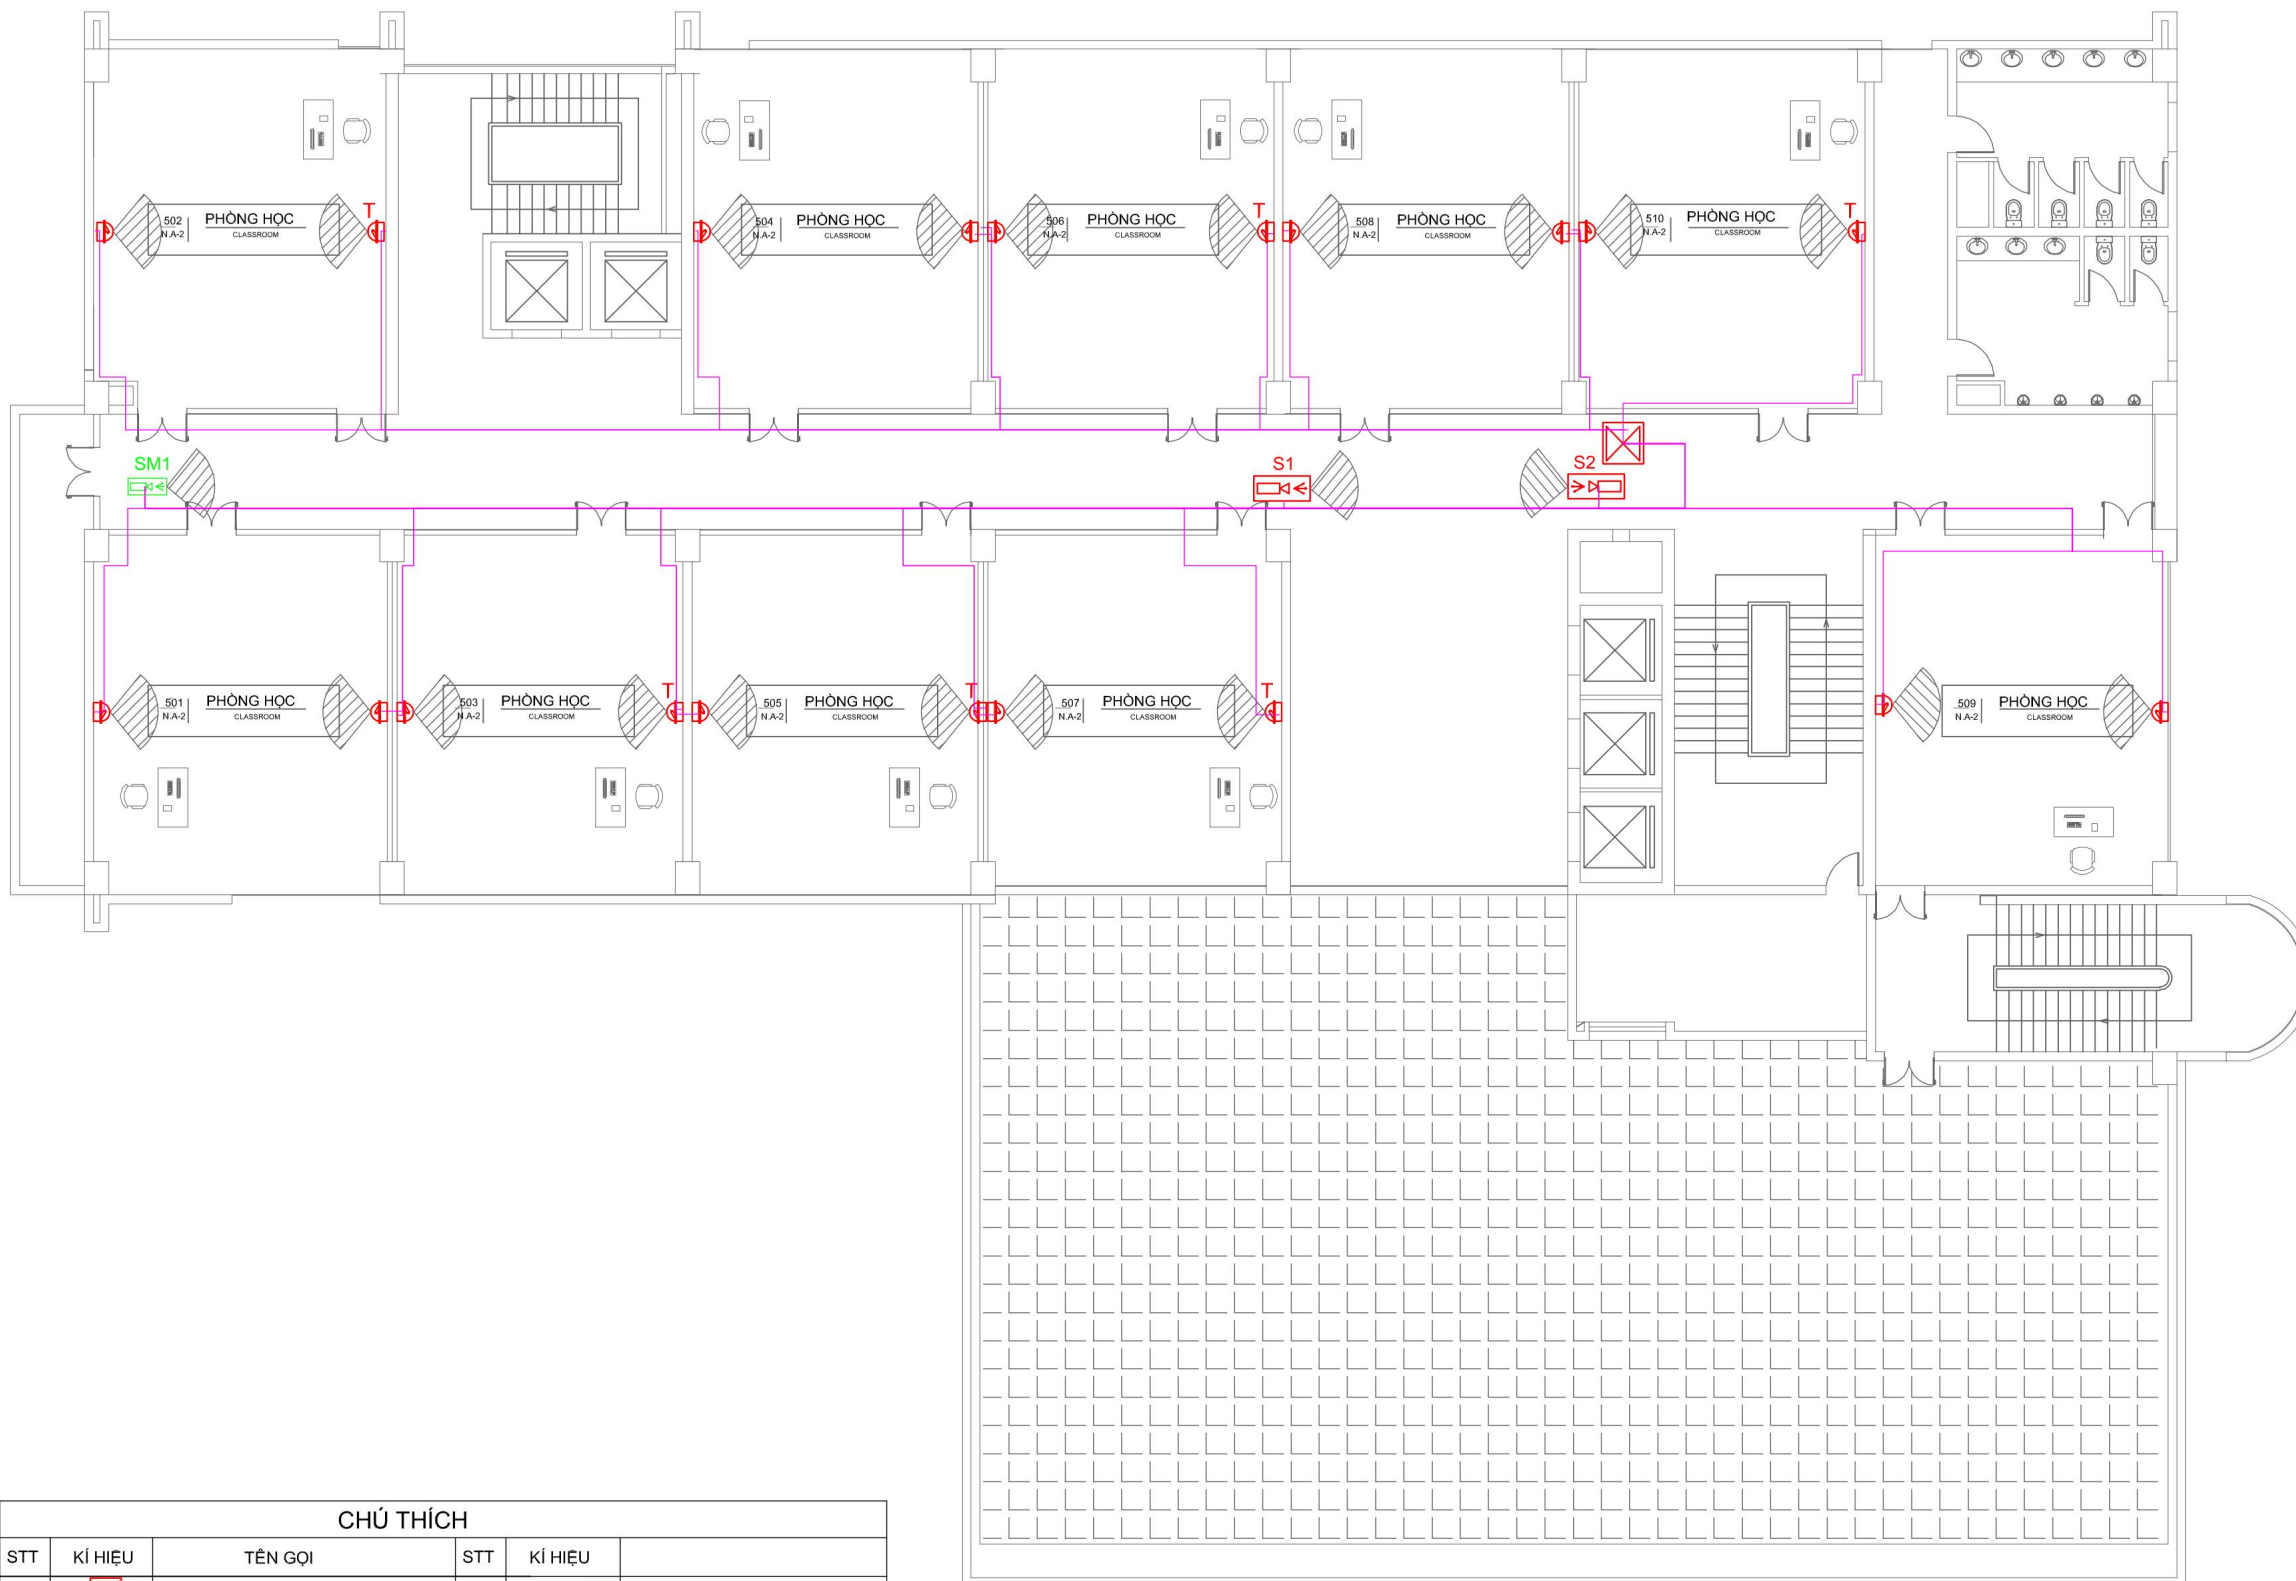 T
502
N.A-2
PHÒNG HỌC
CLASSROOM
504
N.A-2
PHÒNG HỌC
CLASSROOM
T
506
N.A-2
PHÒNG HỌC
CLASSROOM
508
N.A-2
PHÒNG HỌC
CLASSROOM
T
510
N.A-2
PHÒNG HỌC
CLASSROOM
SM1
S1
S2
501
N.A-2
PHÒNG HỌC
CLASSROOM
T
503
N.A-2
PHÒNG HỌC
CLASSROOM
T
505
N.A-2
PHÒNG HỌC
CLASSROOM
T
507
N.A-2
PHÒNG HỌC
CLASSROOM
509
N.A-2
PHÒNG HỌC
CLASSROOM
CHÚ THÍCH
STT KÍ HIỆU TÊN GỌI STT KÍ HIỆU